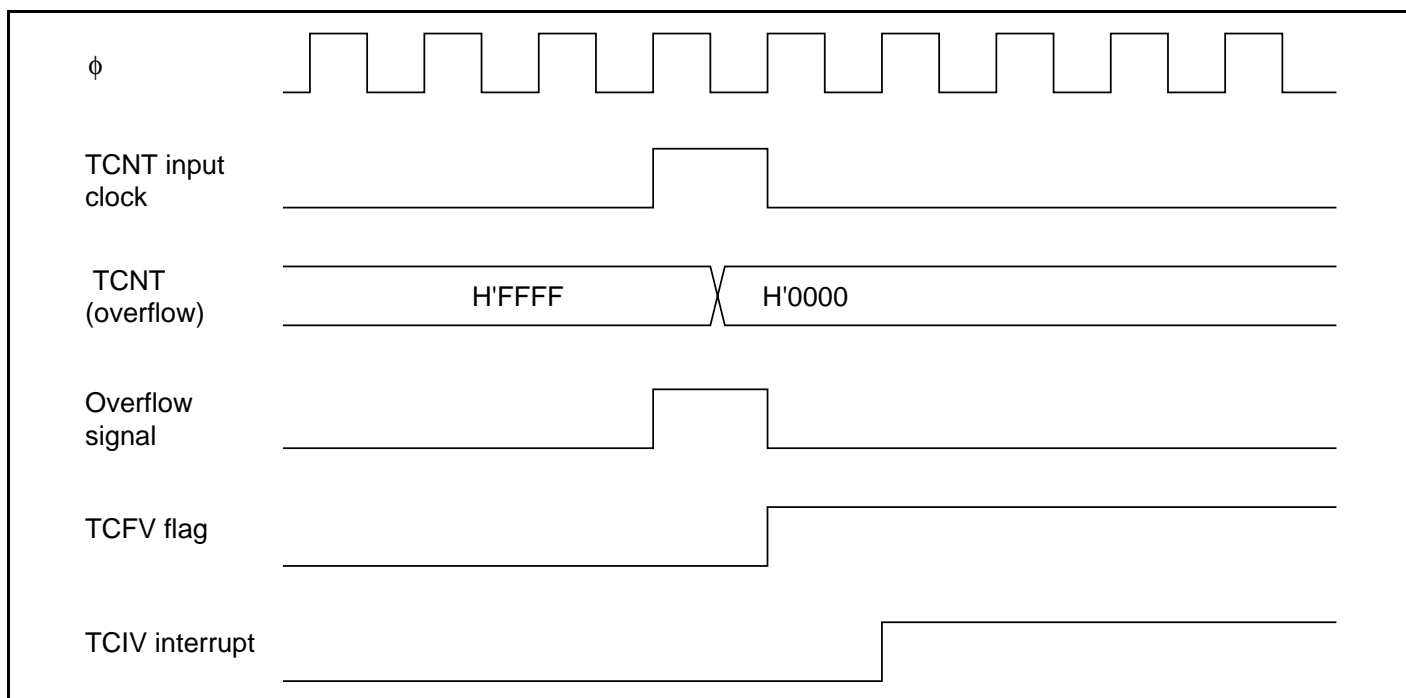 ϕ
TCNT input
clock
TCNT
(overflow)
H'FFFF
H'0000
Overflow
signal
TCFV flag
TCIV interrupt